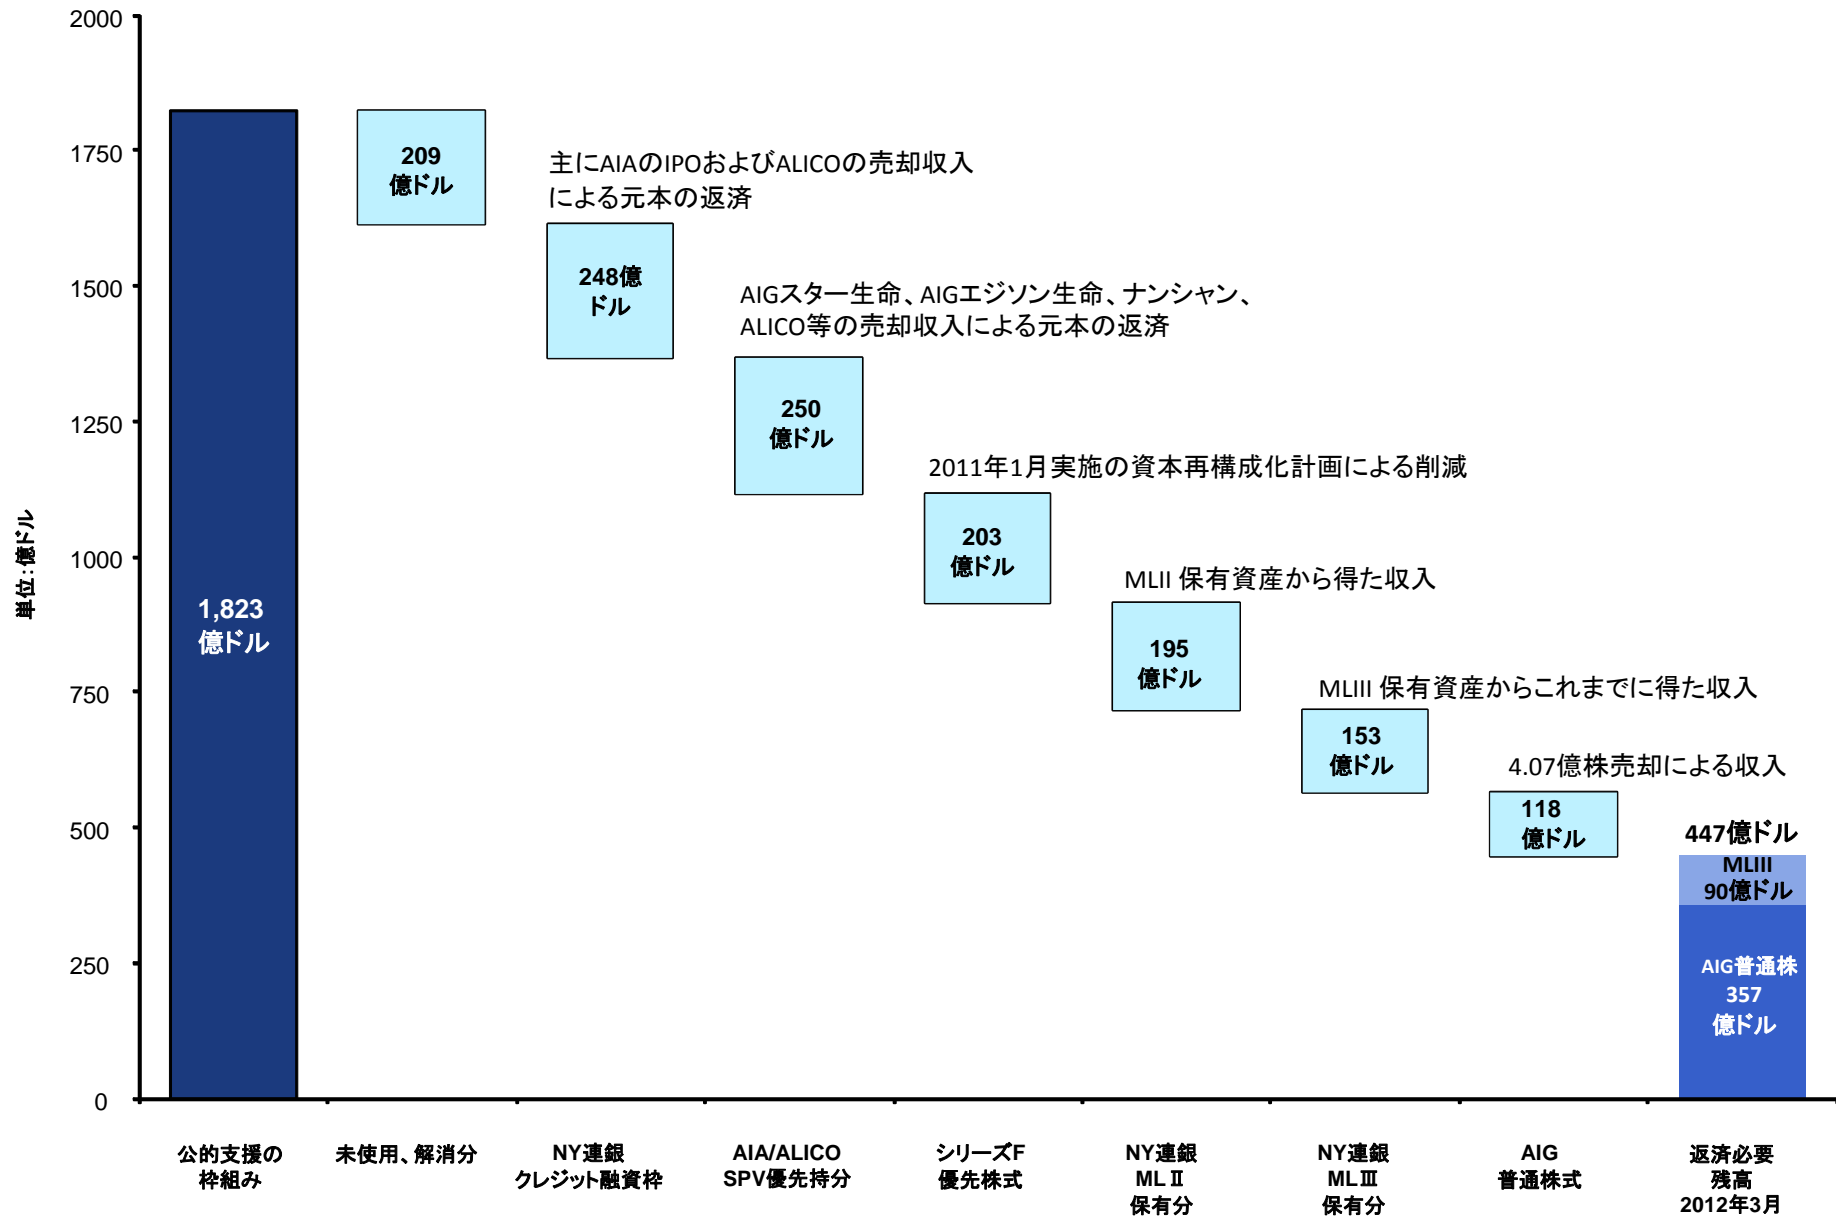 2000
1750
1500
1250
1000
750
500
250
0
単位:億ドル
1,823
億ドル
209
億ドル
主にAIAのIPOおよびALICOの売却収入
による元本の返済
248億
ドル
AIGスター生命、AIGエジソン生命、ナンシャン、
ALICO等の売却収入による元本の返済
250
億ドル
2011年1月実施の資本再構成化計画による削減
203
億ドル
MLII 保有資産から得た収入
195
億ドル
MLIII 保有資産からこれまでに得た収入
153
億ドル
4.07億株売却による収入
118
億ドル
447億ドル
MLIII
90億ドル
AIG普通株
357
億ドル
公的支援の
枠組み
未使用、解消分
NY連銀
クレジット融資枠
AIA/ALICO
SPV優先持分
シリーズF
優先株式
NY連銀
MLⅡ
保有分
NY連銀
MLⅢ
保有分
AIG
普通株式
返済必要
残高
2012年3月